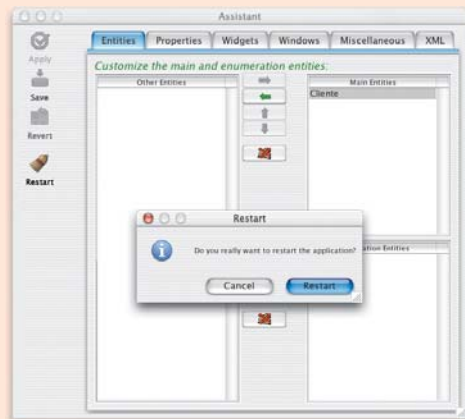 Assistant
Entities Properties Widgets Windows Miscellaneous XML
Apply
Save
Revert
Restart
Customize the main and enumeration entities:
Other Entities
Main Entities
Cliente
ation Entities
Restart
Do you really want to restart the application?
Cancel Restart